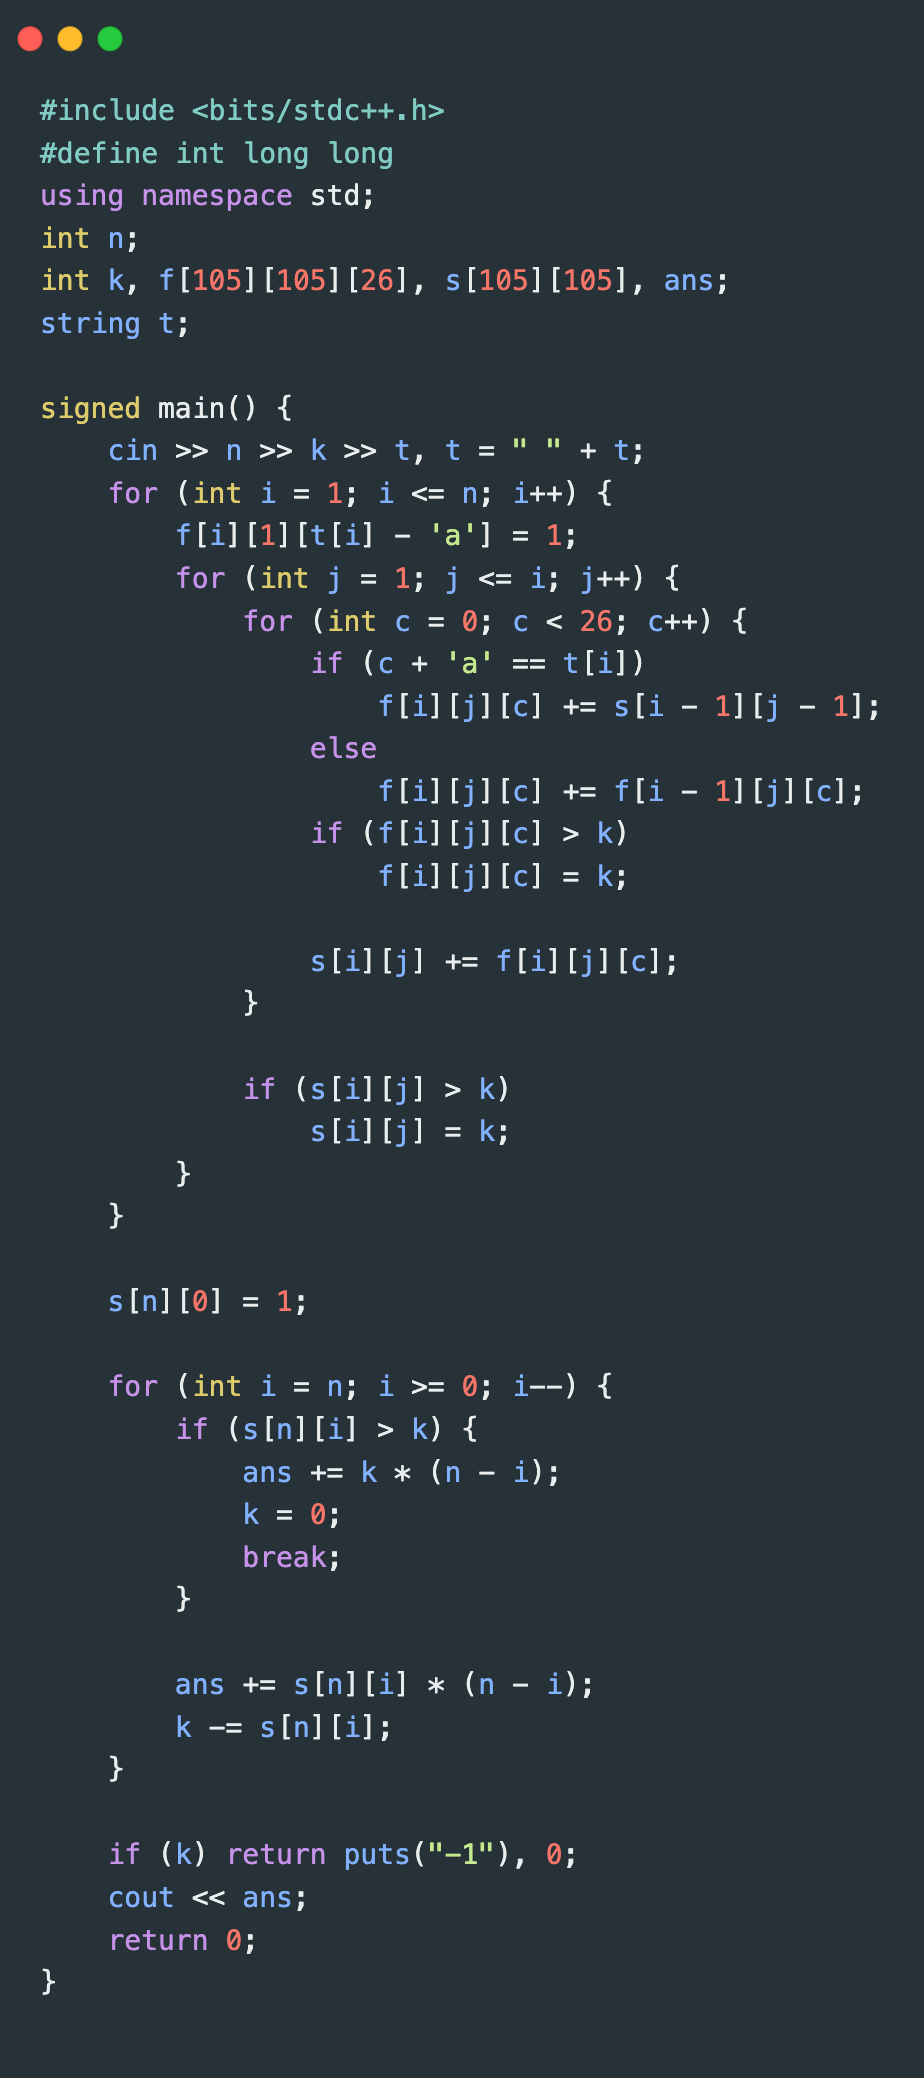 #include <bits/stdc++.h>
#define int long long
using namespace std;
int n;
int k, f[105][105][26], s[105][105], ans;
string t;

signed main() {
    cin >> n >> k >> t, t = " " + t;
    for (int i = 1; i <= n; i++) {
        f[i][1][t[i] - 'a'] = 1;
        for (int j = 1; j <= i; j++) {
            for (int c = 0; c < 26; c++) {
                if (c + 'a' == t[i])
                    f[i][j][c] += s[i - 1][j - 1];
                else
                    f[i][j][c] += f[i - 1][j][c];
                if (f[i][j][c] > k)
                    f[i][j][c] = k;

                s[i][j] += f[i][j][c];
            }

            if (s[i][j] > k)
                s[i][j] = k;
        }
    }

    s[n][0] = 1;

    for (int i = n; i >= 0; i--) {
        if (s[n][i] > k) {
            ans += k * (n - i);
            k = 0;
            break;
        }

        ans += s[n][i] * (n - i);
        k -= s[n][i];
    }

    if (k) return puts("-1"), 0;
    cout << ans;
    return 0;
}